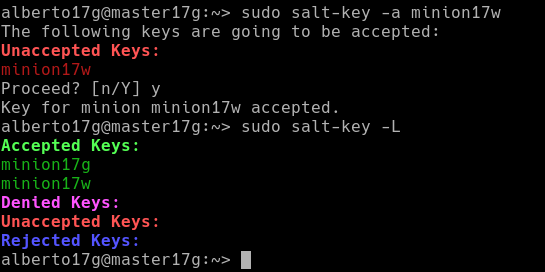 alberto17g@master17g:~> sudo salt-key -a minion17w
The following keys are going to be accepted:
Unaccepted Keys:
minion17w
Proceed? [n/Y] y
Key for minion minion17w accepted.
alberto17g@master17g:~> sudo salt-key -L
Accepted Keys:
minion17g
minion17w
Denied Keys:
Unaccepted Keys:
Rejected Keys:
alberto17g@master17g:~>